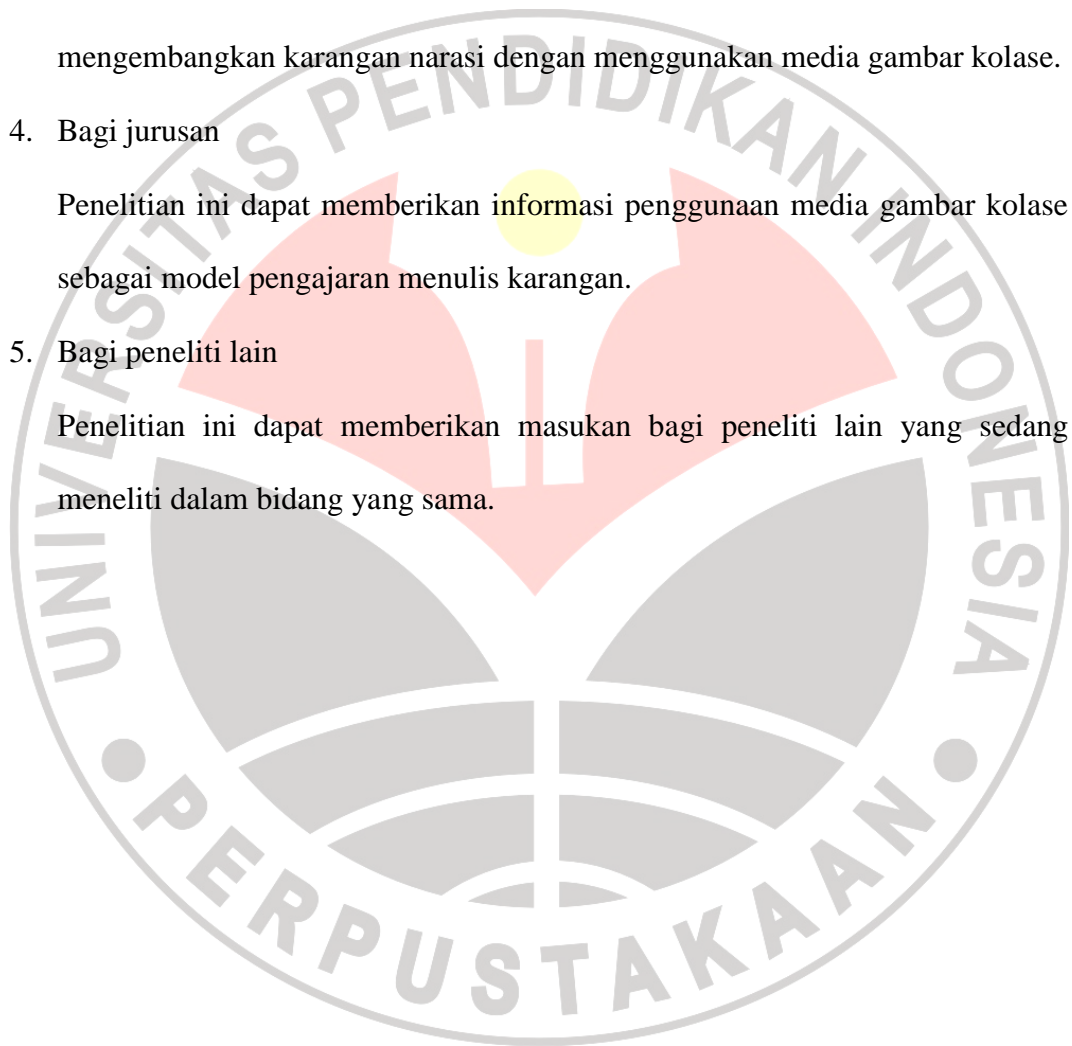 mengembangkan karangan narasi dengan menggunakan media gambar kolase.
4. Bagi jurusan
Penelitian ini dapat memberikan informasi penggunaan media gambar kolase
sebagai model pengajaran menulis karangan.
5. Bagi peneliti lain
Penelitian ini dapat memberikan masukan bagi peneliti lain yang sedang
meneliti dalam bidang yang sama.
UNIVERSITAS PENDIDIKAN INDONESIA
PERPUSTAKAAN